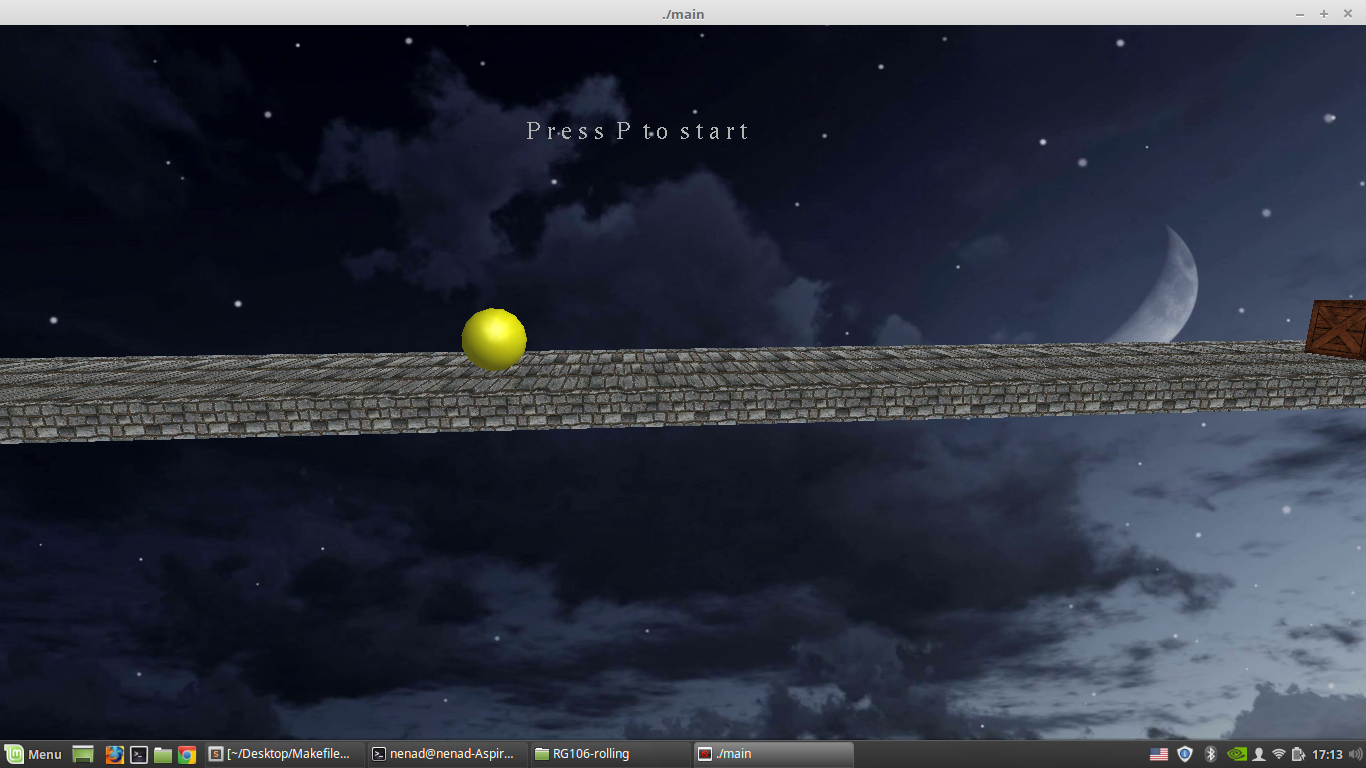 ./main
Press P to start
Menu
[~/Desktop/Makefile...
nenad@nenad-Aspir...
RG106-rolling
./main
17:13